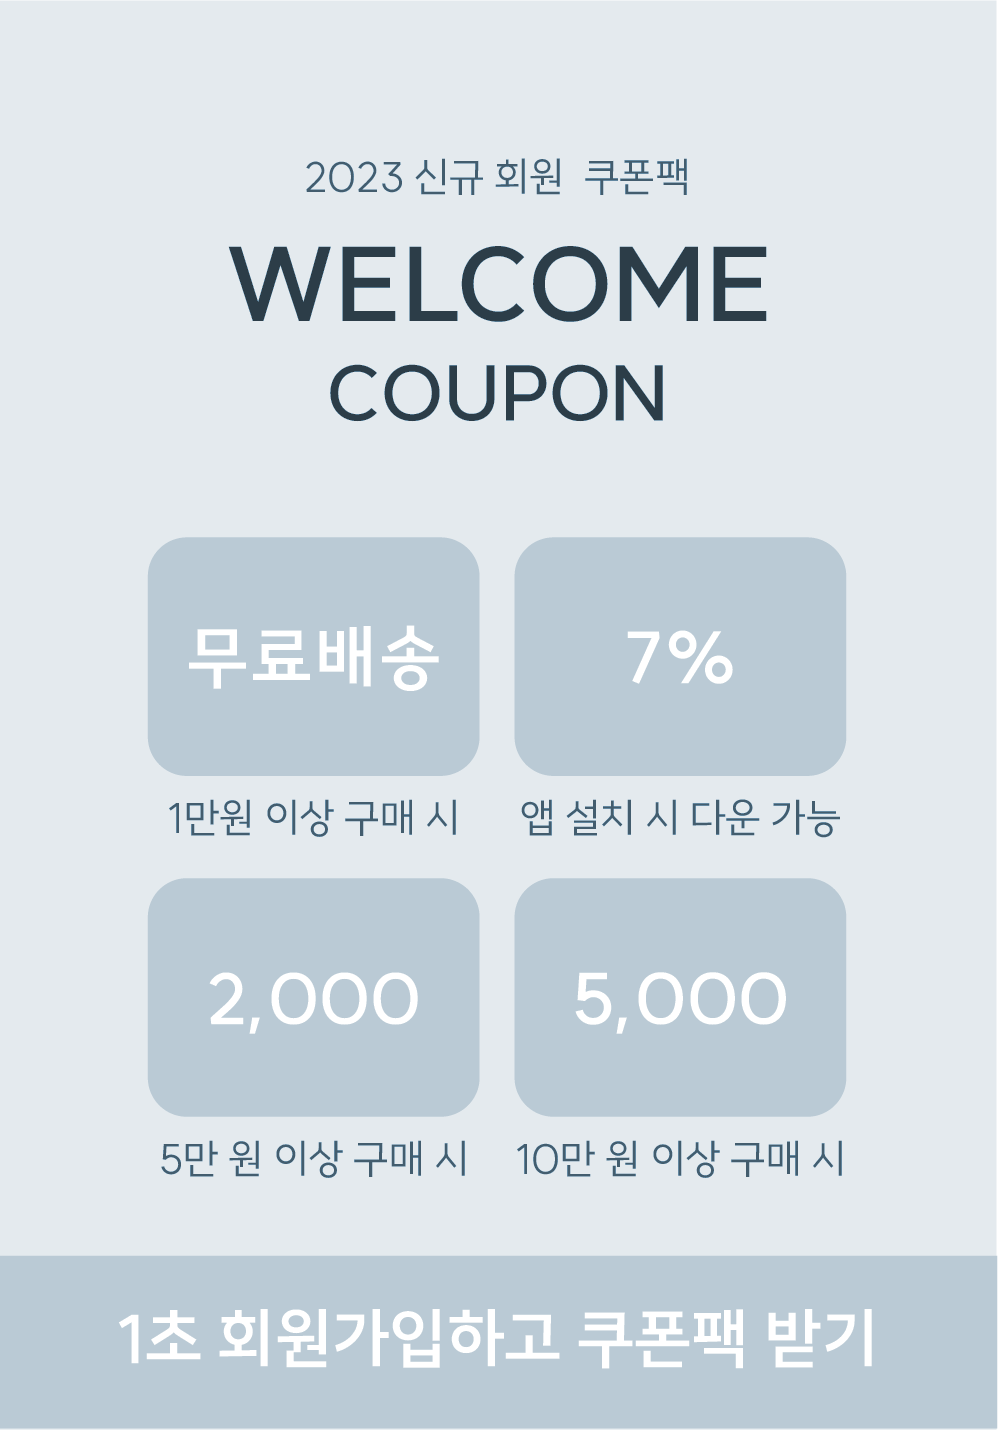 2023 신규 회원 쿠폰팩
WELCOME
COUPON
무료배송
1만원 이상 구매 시
7%
앱 설치 시 다운 가능
2,000
5만 원 이상 구매 시
5,000
10만 원 이상 구매 시
1초 회원가입하고 쿠폰팩 받기